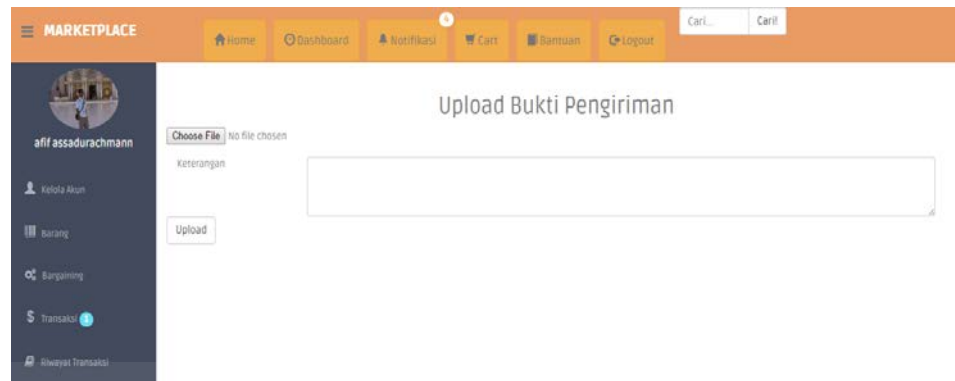 MARKETPLACE
Home
Dashboard
4
Notifikasi
Cart
Bantuan
Logout
Cari...
Cari!
afif assadurachmann
Kelola Akun
Barang
Bargaining
Transaksi
Riwayat Transaksi
Upload Bukti Pengiriman
Choose File No file chosen
Keterangan
Upload